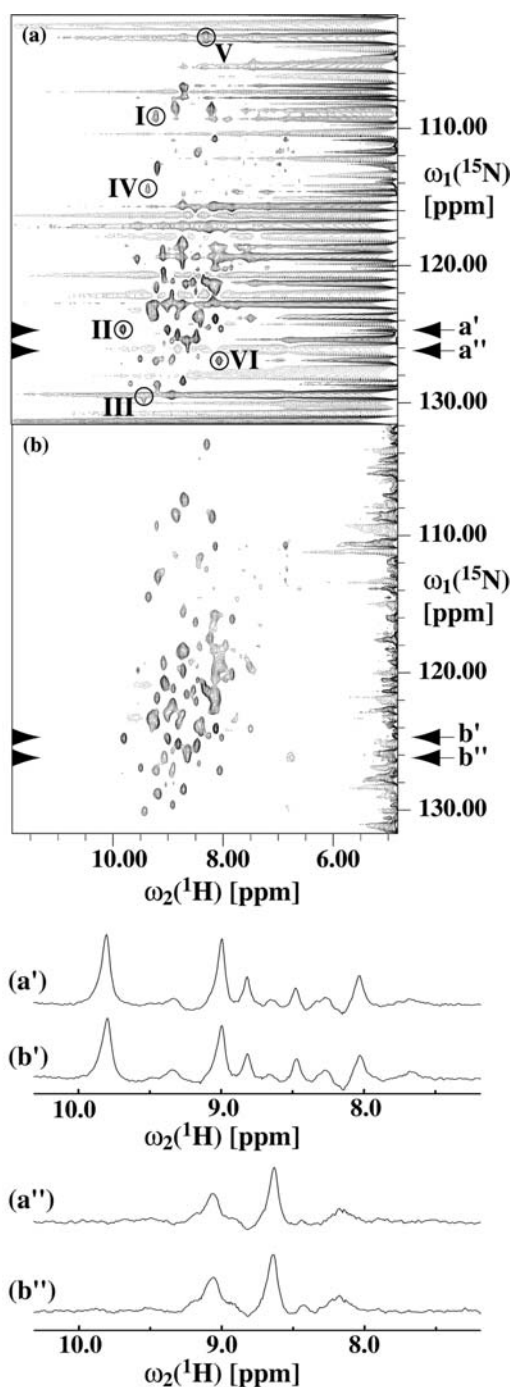 (a)
V
I
110.00
ω1(15N)
[ppm]
IV
120.00
II
a'
a''
VI
III
130.00
(b)
110.00
ω1(15N)
[ppm]
120.00
b'
b''
130.00
10.00 8.00 6.00
ω2(1H) [ppm]
(a')
(b')
10.0 9.0 8.0
ω2(1H) [ppm]
(a'')
(b'')
10.0 9.0 8.0
ω2(1H) [ppm]